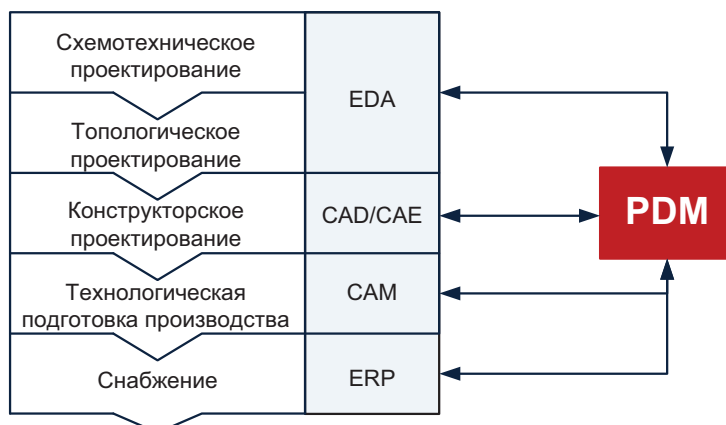 Схемотехническое
проектирование
EDA
Топологическое
проектирование
Конструкторское
проектирование
CAD/CAE
PDM
Технологическая
подготовка производства
CAM
Снабжение
ERP